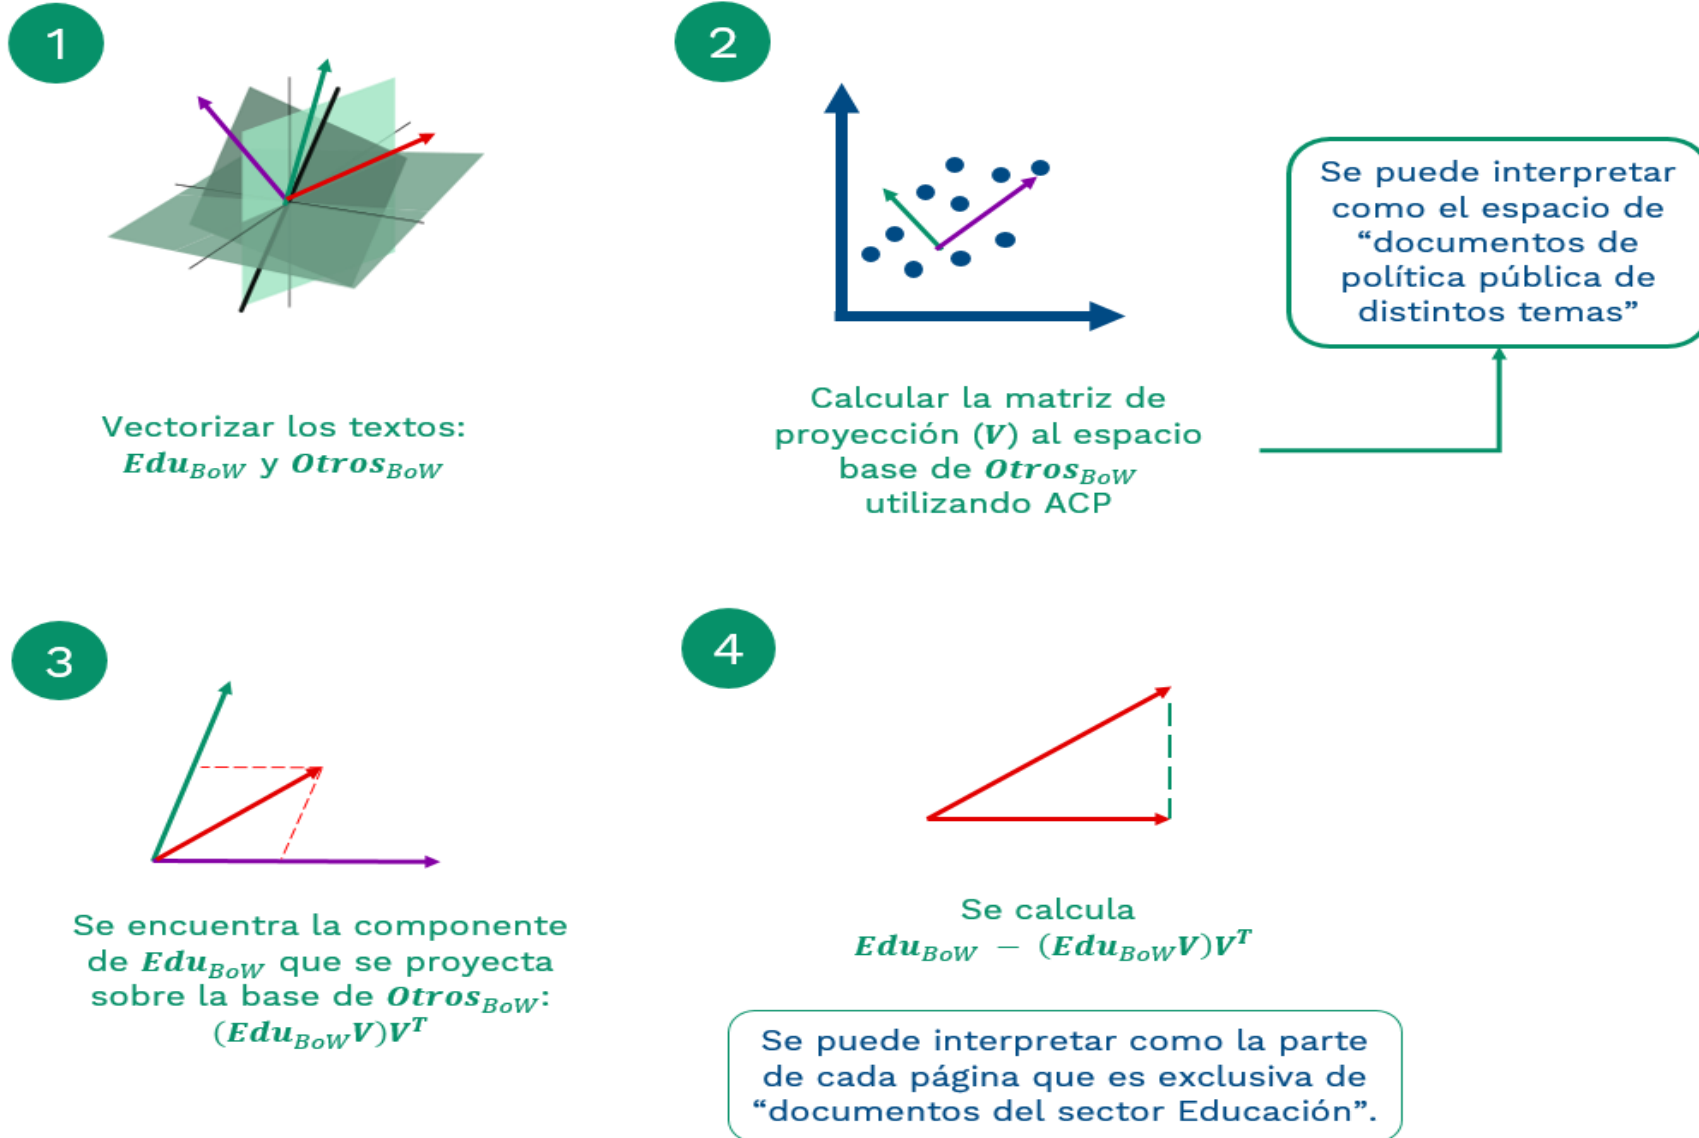 1
Vectorizar los textos:
Edu_BoW y Otros_BoW
2
Calcular la matriz de
proyección (V) al espacio
base de Otros_BoW
utilizando ACP
Se puede interpretar
como el espacio de
“documentos de
política pública de
distintos temas”
3
Se encuentra la componente
de Edu_BoW que se proyecta
sobre la base de Otros_BoW:
(Edu_BoW V)V^T
4
Se calcula
Edu_BoW − (Edu_BoW V)V^T
Se puede interpretar como la parte
de cada página que es exclusiva de
“documentos del sector Educación”.